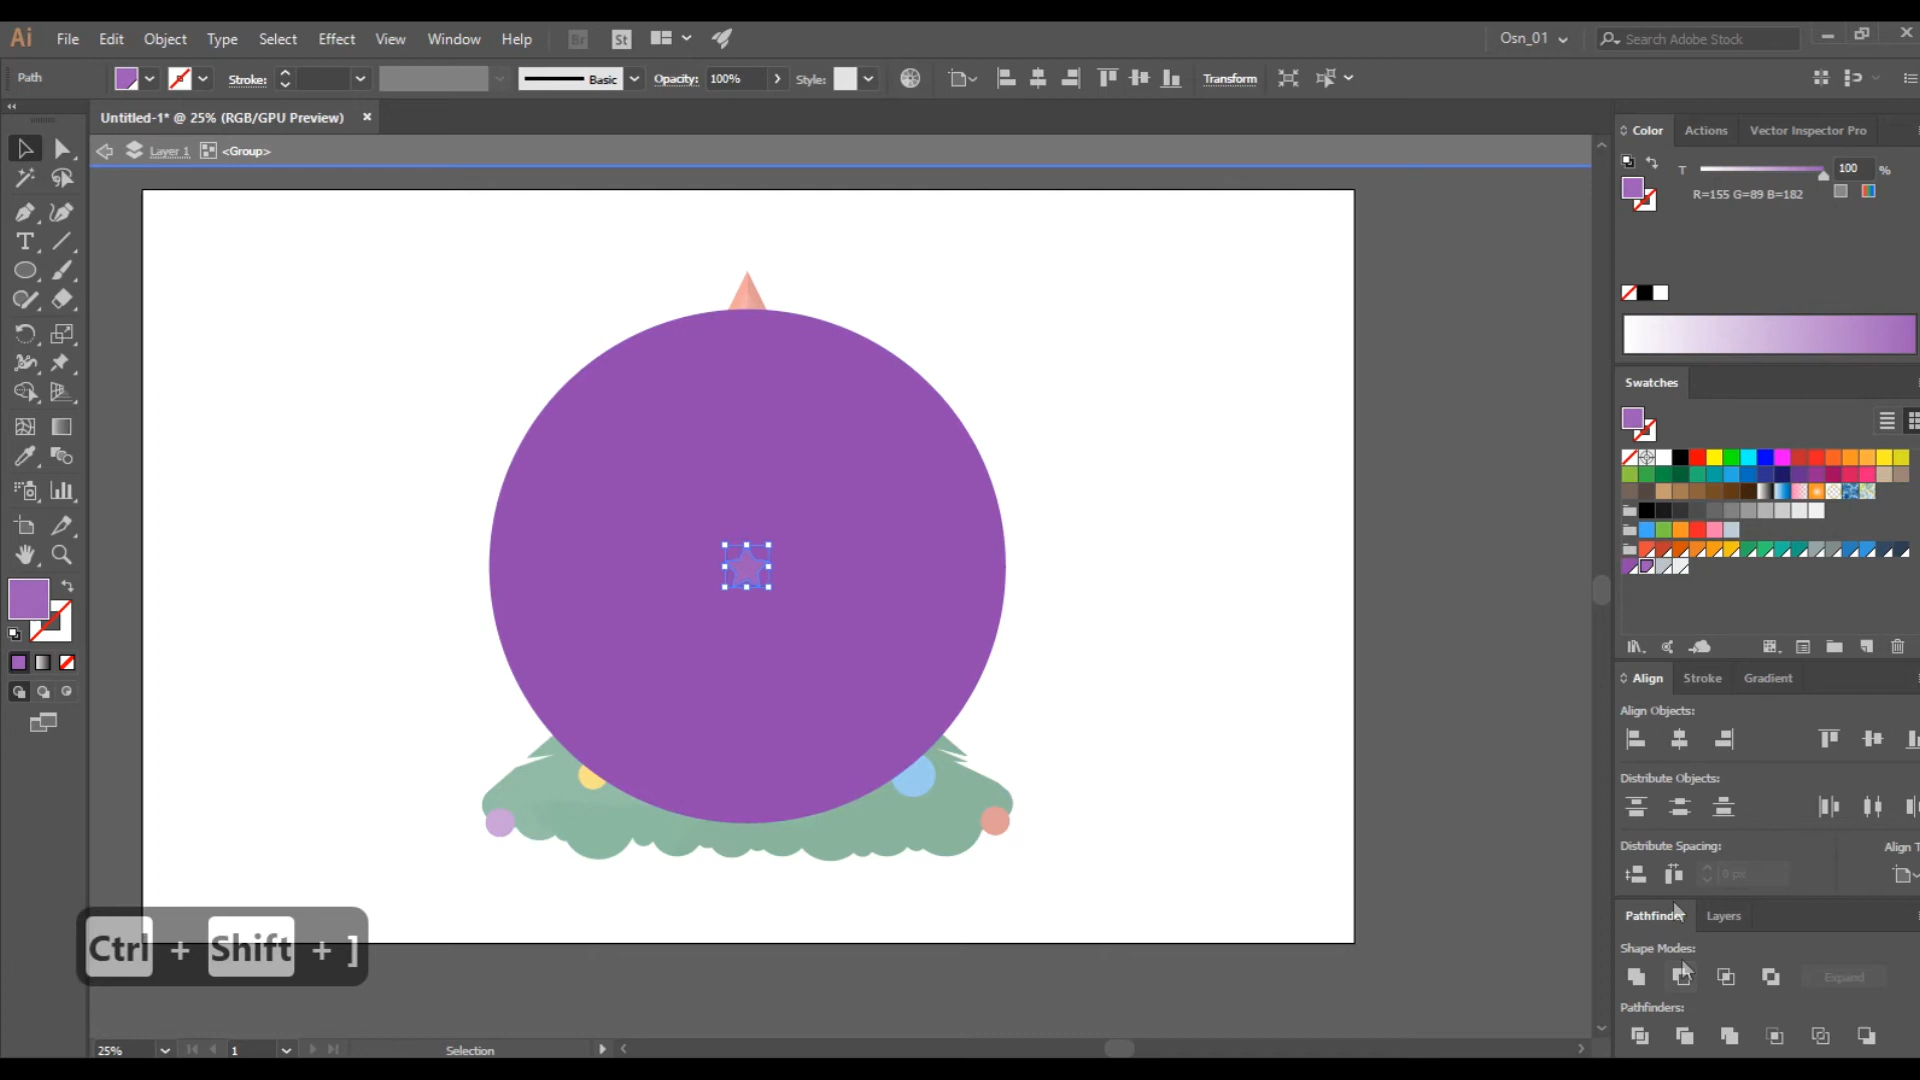 Ai File Edit Object Type Select Effect View Window Help Br St Osn_01 Search Adobe Stock
Path Stroke: Basic Opacity: 100% Style: Transform
Untitled-1* @ 25% (RGB/GPU Preview)
Layer 1 <Group>
Color Actions Vector Inspector Pro
T 100 %
R=155 G=89 B=182
Swatches
Align Stroke Gradient
Align Objects:
Distribute Objects:
Distribute Spacing: Align T
0 px
Pathfinder Layers
Shape Modes:
Expand
Pathfinders:
Ctrl + Shift + ]
25% 1 Selection